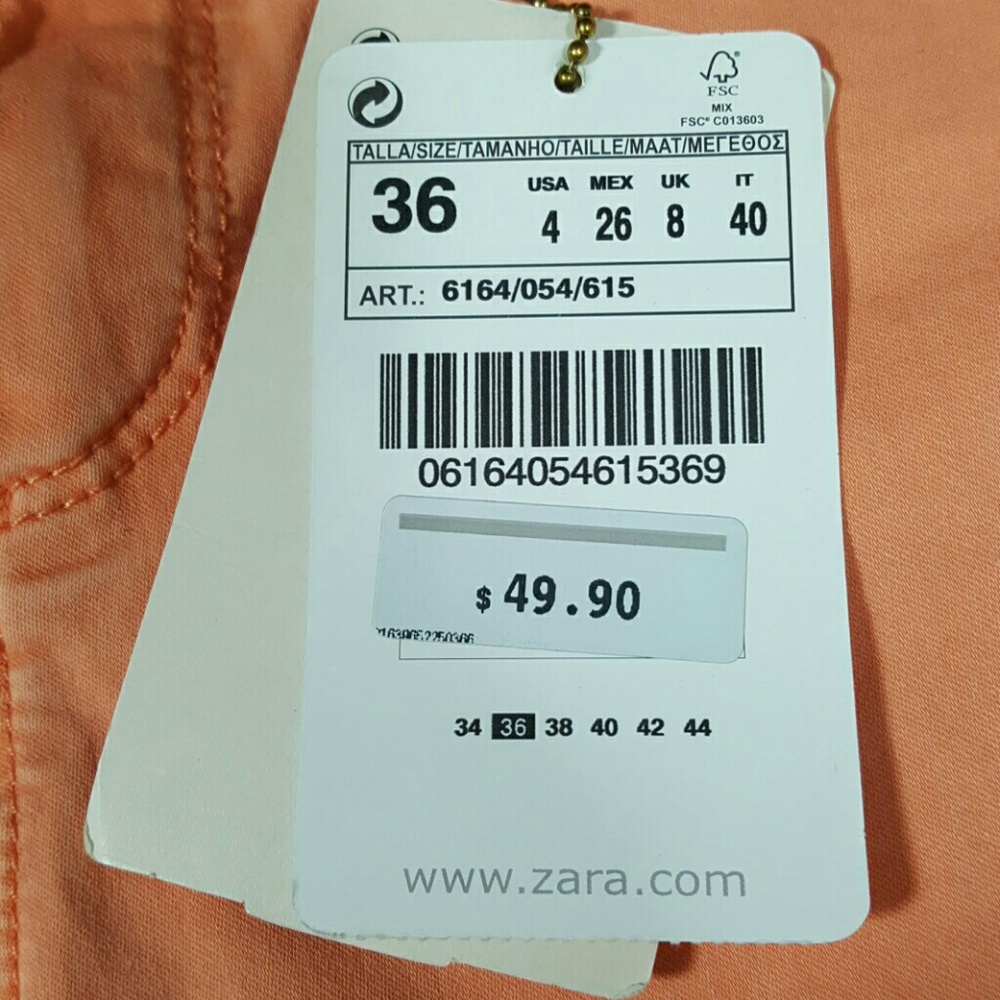 FSC®
MIX
FSC® C013603
TALLA/SIZE/TAMANHO/TAILLE/MAAT/ΜΕΓΕΘΟΣ
36 USA MEX UK IT
4 26 8 40
ART.: 6164/054/615
06164054615369
$ 49.90
34 36 38 40 42 44
www.zara.com